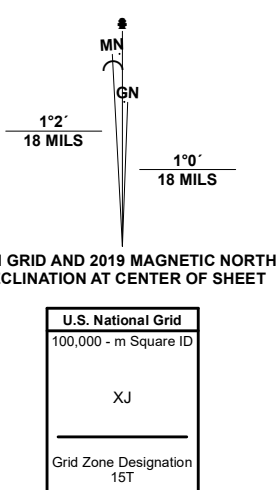 MN
GN
1°2´
18 MILS
1°0´
18 MILS
GRID AND 2019 MAGNETIC NORTH
CLINATION AT CENTER OF SHEET
U.S. National Grid
100,000 - m Square ID
XJ
Grid Zone Designation
15T